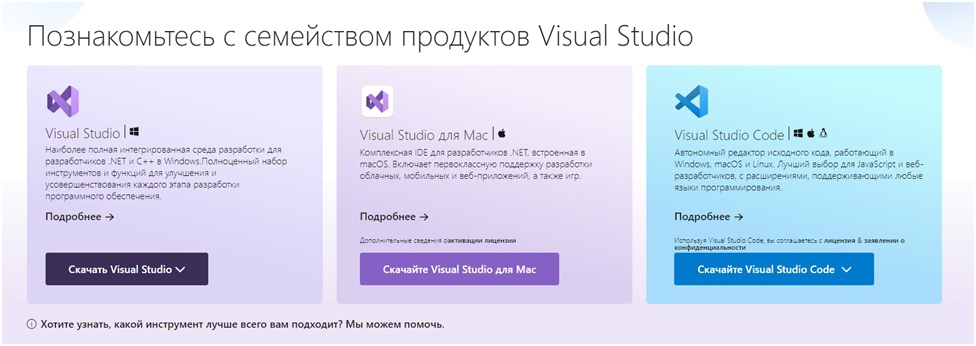 Познакомьтесь с семейством продуктов Visual Studio
Visual Studio |
Наиболее полная интегрированная среда разработки для
разработчиков .NET и C++ в Windows.Полноценный набор
инструментов и функций для улучшения и
усовершенствования каждого этапа разработки
программного обеспечения.
Подробнее →
Скачать Visual Studio
Visual Studio для Mac |
Комплексная IDE для разработчиков .NET, встроенная в
macOS. Включает первоклассную поддержку разработки
облачных, мобильных и веб-приложений, а также игр.
Подробнее →
Дополнительные сведения оактивации лицензии
Скачайте Visual Studio для Mac
Visual Studio Code |
Автономный редактор исходного кода, работающий в
Windows, macOS и Linux. Лучший выбор для JavaScript и веб-
разработчиков, с расширениями, поддерживающими любые
языки программирования.
Подробнее →
Используя Visual Studio Code, вы соглашаетесь с лицензия & заявлении о
конфиденциальности
Скачайте Visual Studio Code
Хотите узнать, какой инструмент лучше всего вам подходит? Мы можем помочь.